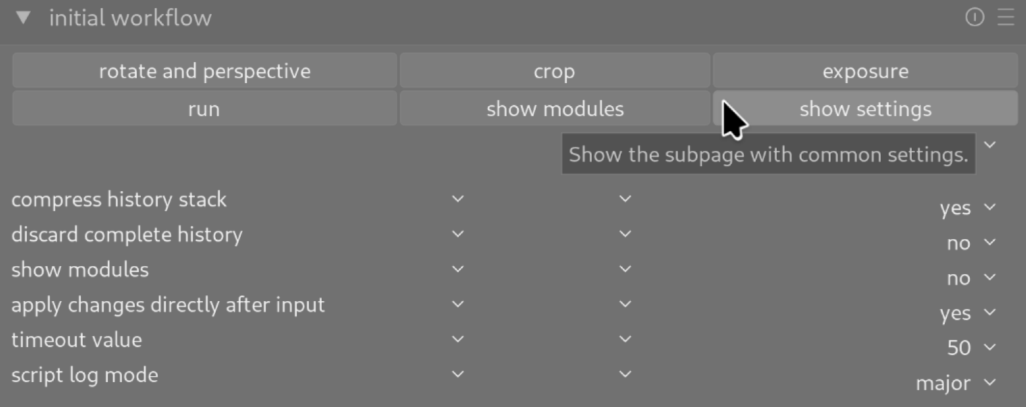 initial workflow
rotate and perspective crop exposure
run show modules show settings
Show the subpage with common settings.
compress history stack yes
discard complete history no
show modules no
apply changes directly after input yes
timeout value 50
script log mode major